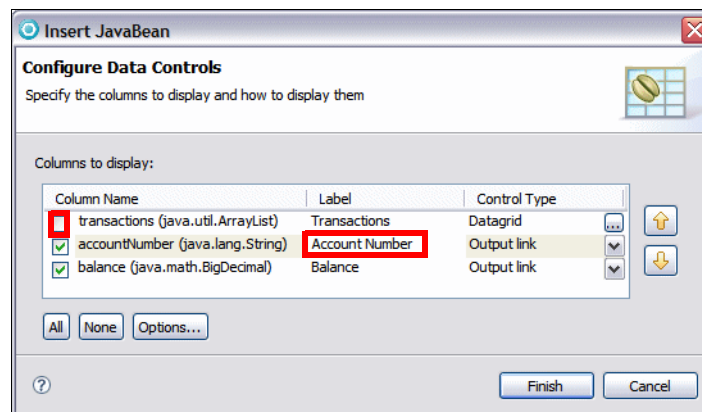 Insert JavaBean
Configure Data Controls
Specify the columns to display and how to display them
Columns to display:
Column Name Label Control Type
transactions (java.util.ArrayList) Transactions Datagrid ...
accountNumber (java.lang.String) Account Number Output link
balance (java.math.BigDecimal) Balance Output link
All None Options...
? Finish Cancel